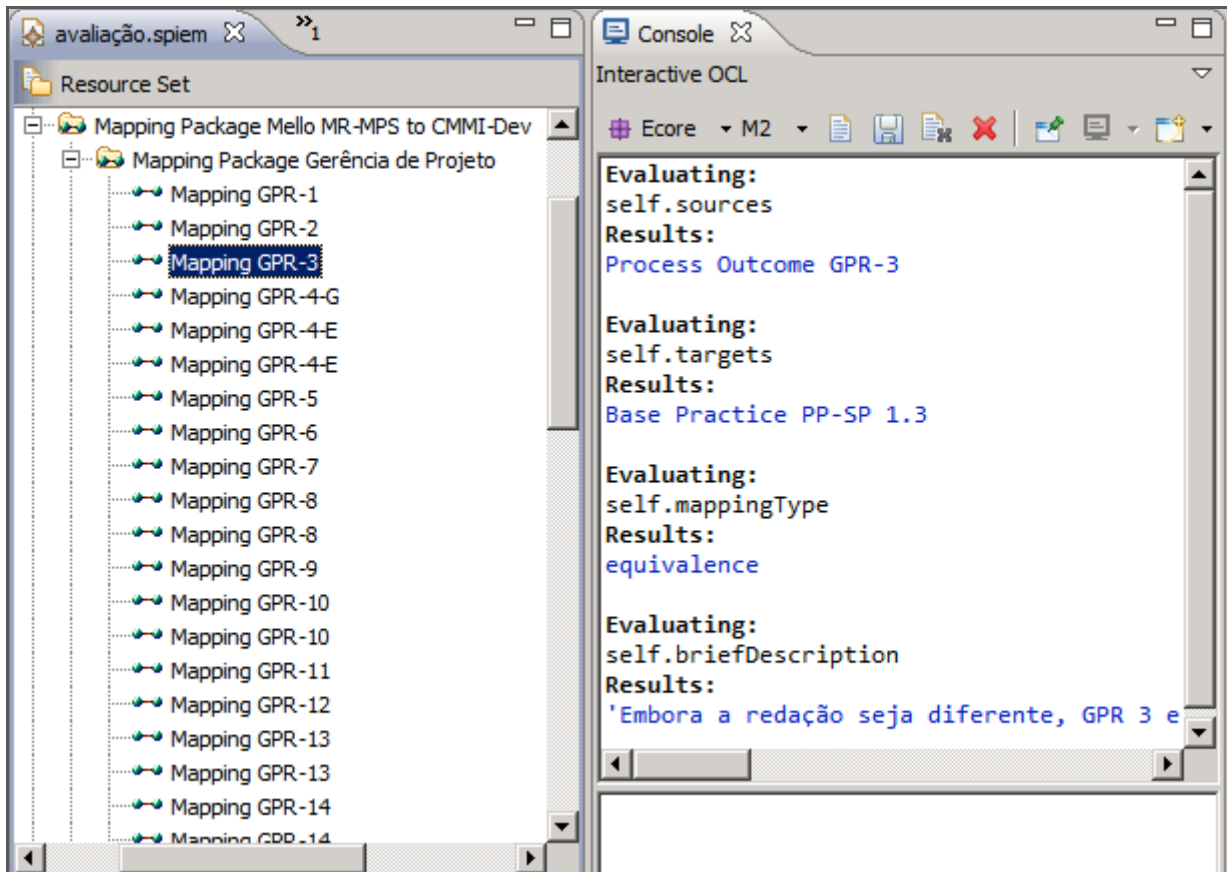 avaliação.spiem
»1
Resource Set
Mapping Package Mello MR-MPS to CMMI-Dev
Mapping Package Gerência de Projeto
Mapping GPR-1
Mapping GPR-2
Mapping GPR-3
Mapping GPR-4-G
Mapping GPR-4-E
Mapping GPR-4-E
Mapping GPR-5
Mapping GPR-6
Mapping GPR-7
Mapping GPR-8
Mapping GPR-8
Mapping GPR-9
Mapping GPR-10
Mapping GPR-10
Mapping GPR-11
Mapping GPR-12
Mapping GPR-13
Mapping GPR-13
Mapping GPR-14
Mapping GPR-14
Console
Interactive OCL
Ecore M2
Evaluating:
self.sources
Results:
Process Outcome GPR-3
Evaluating:
self.targets
Results:
Base Practice PP-SP 1.3
Evaluating:
self.mappingType
Results:
equivalence
Evaluating:
self.briefDescription
Results:
'Embora a redação seja diferente, GPR 3 e